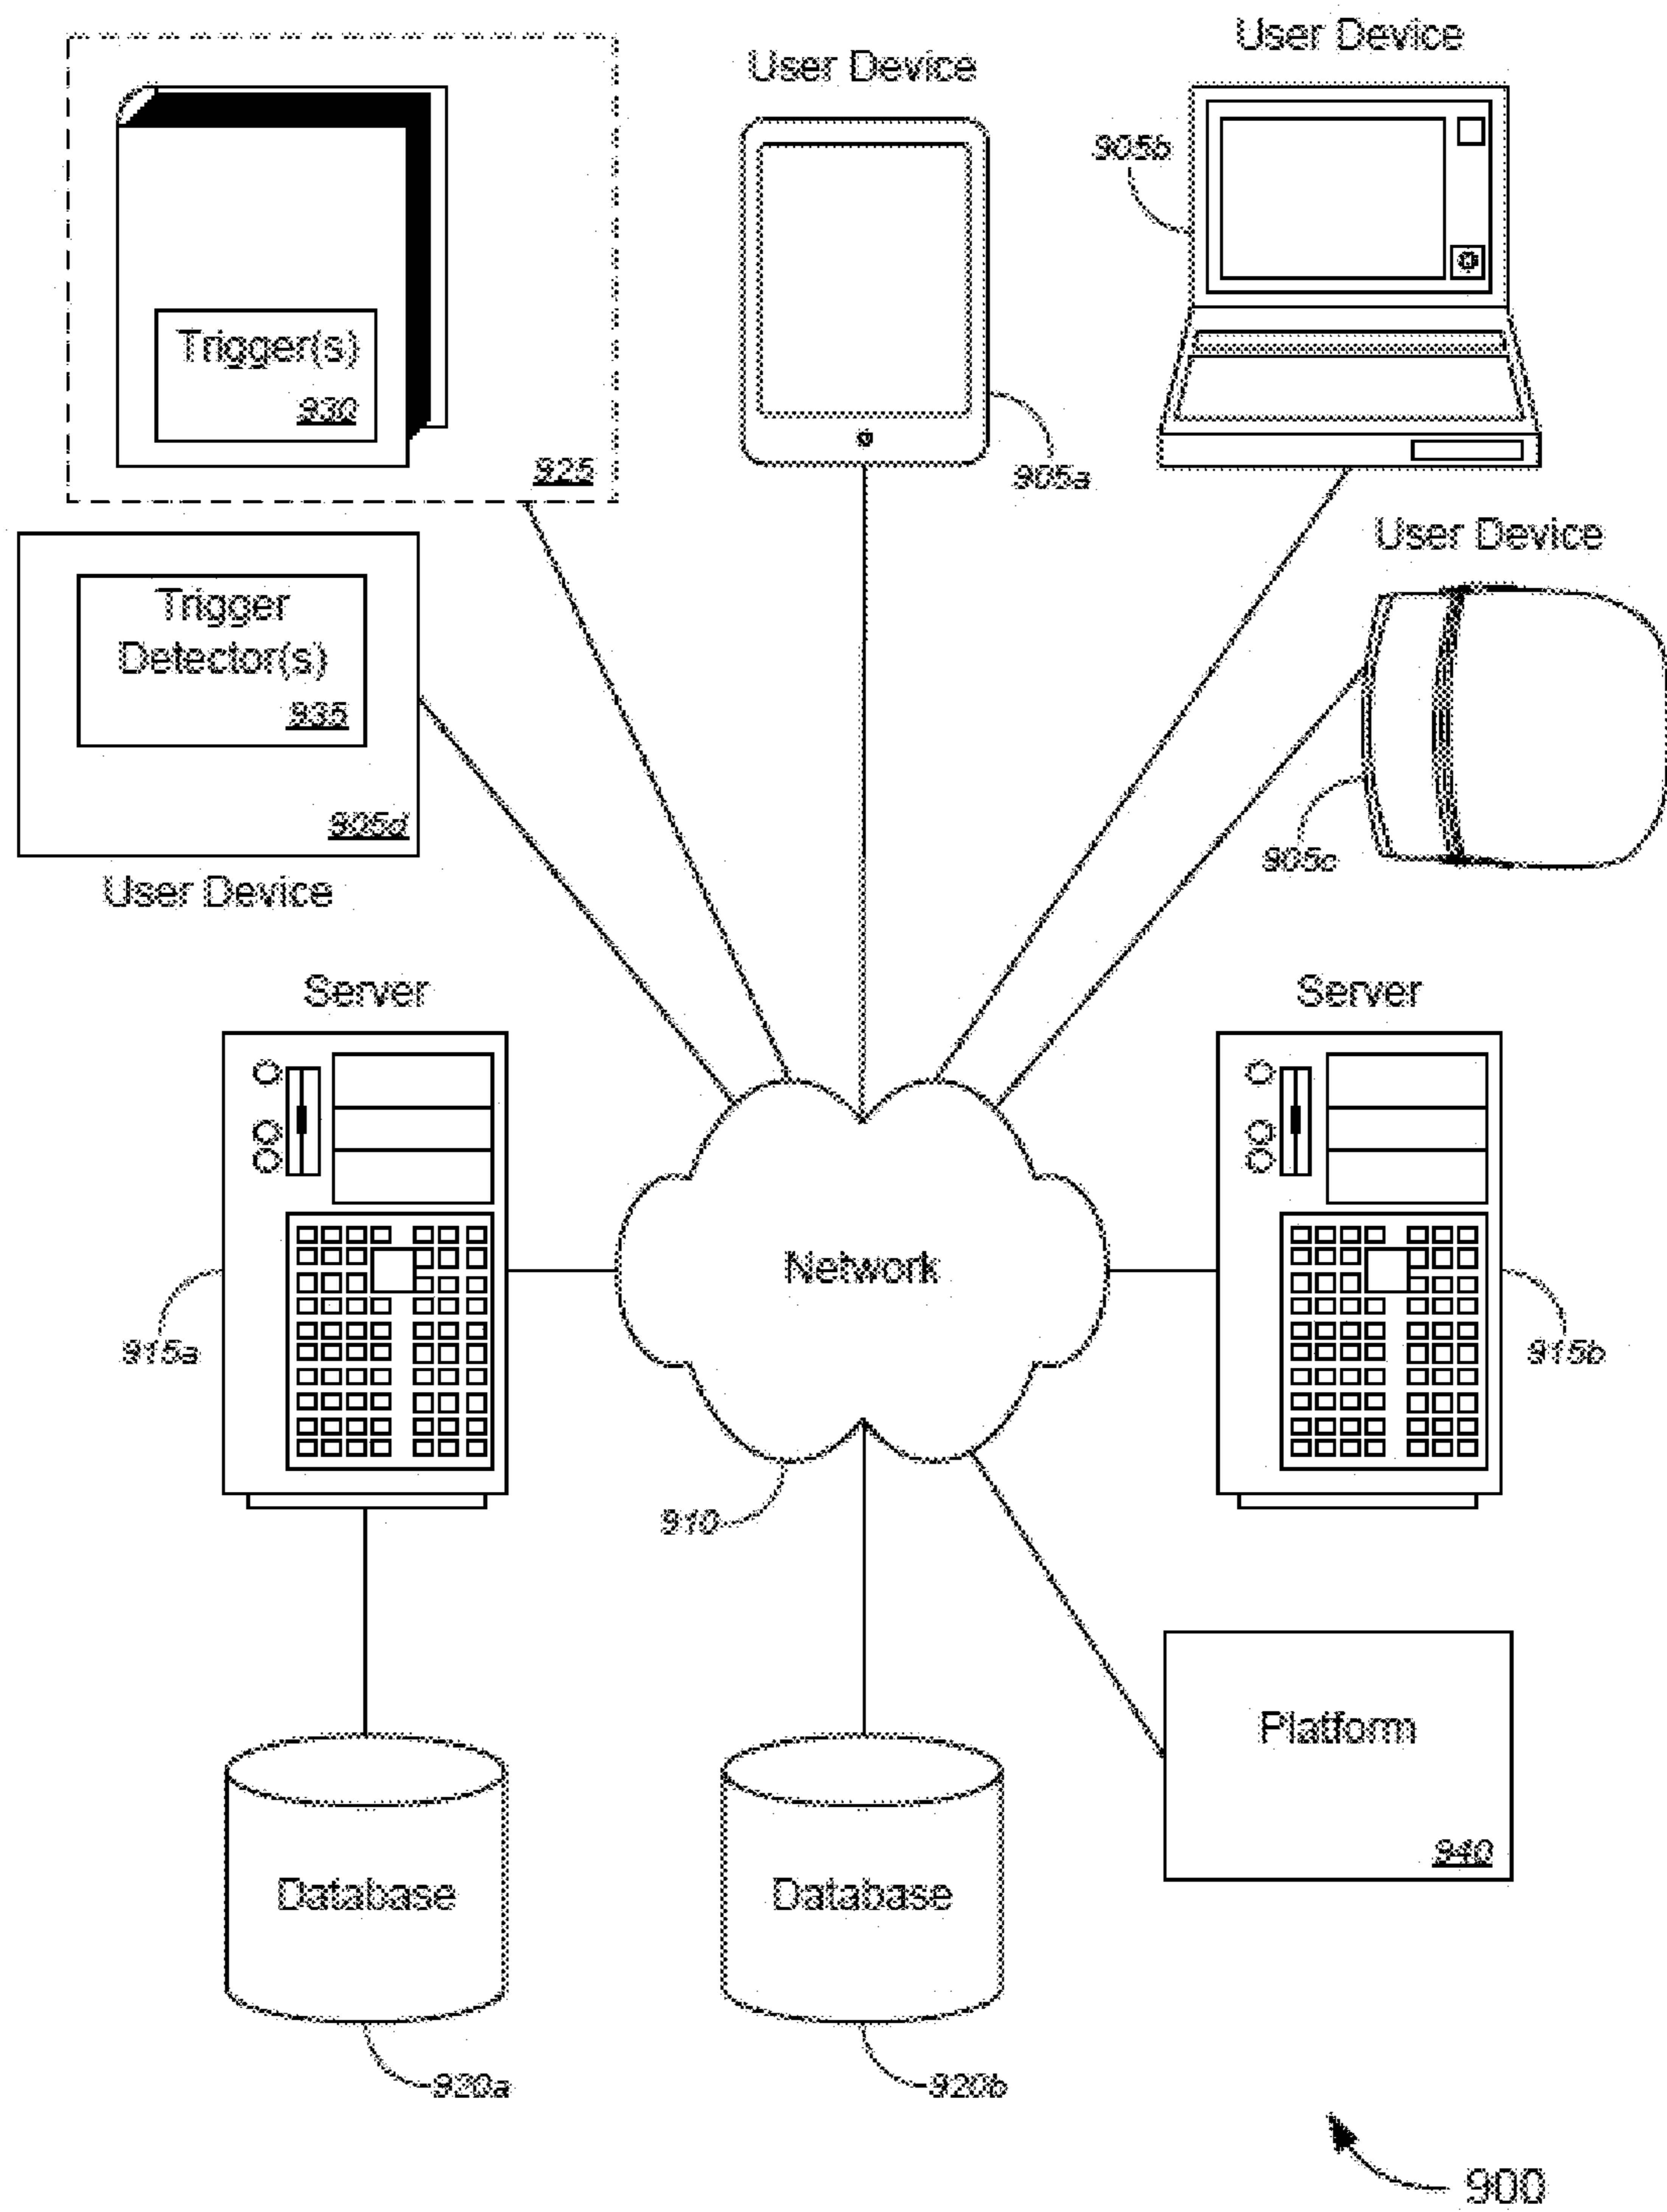 User Device
User Device
905b
Trigger(s)
930
925
905a
User Device
Trigger
Detector(s)
935
905d
User Device
905c
Server
Server
Network
915a
915b
910
Platform
940
Database
Database
920a
920b
900